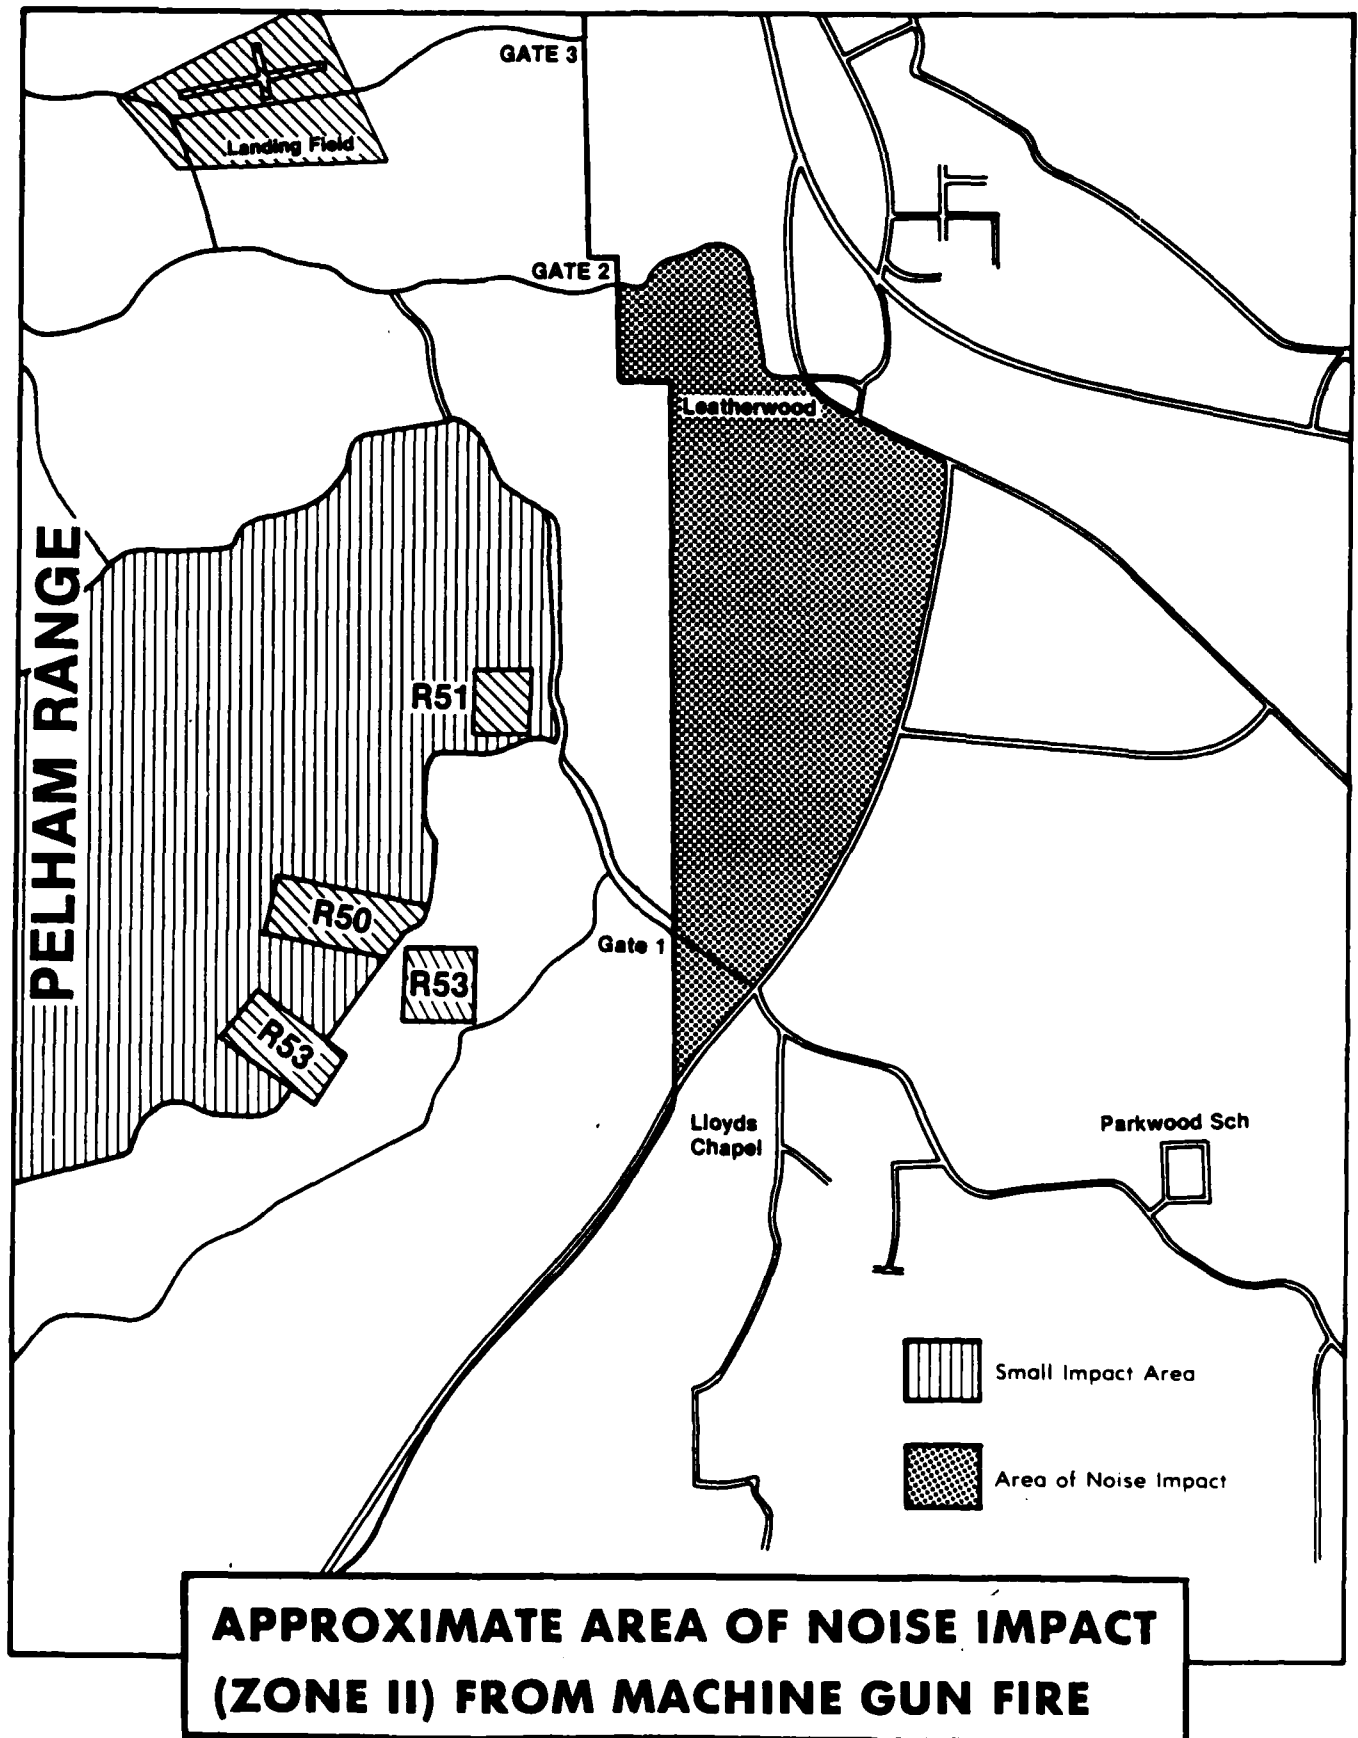 GATE 3
Landing Field
GATE 2
Leatherwood
PELHAM RANGE
R51
R50
Gate 1
R53
R53
Lloyds
Chapel
Parkwood Sch
Small Impact Area
Area of Noise Impact
APPROXIMATE AREA OF NOISE IMPACT
(ZONE II) FROM MACHINE GUN FIRE